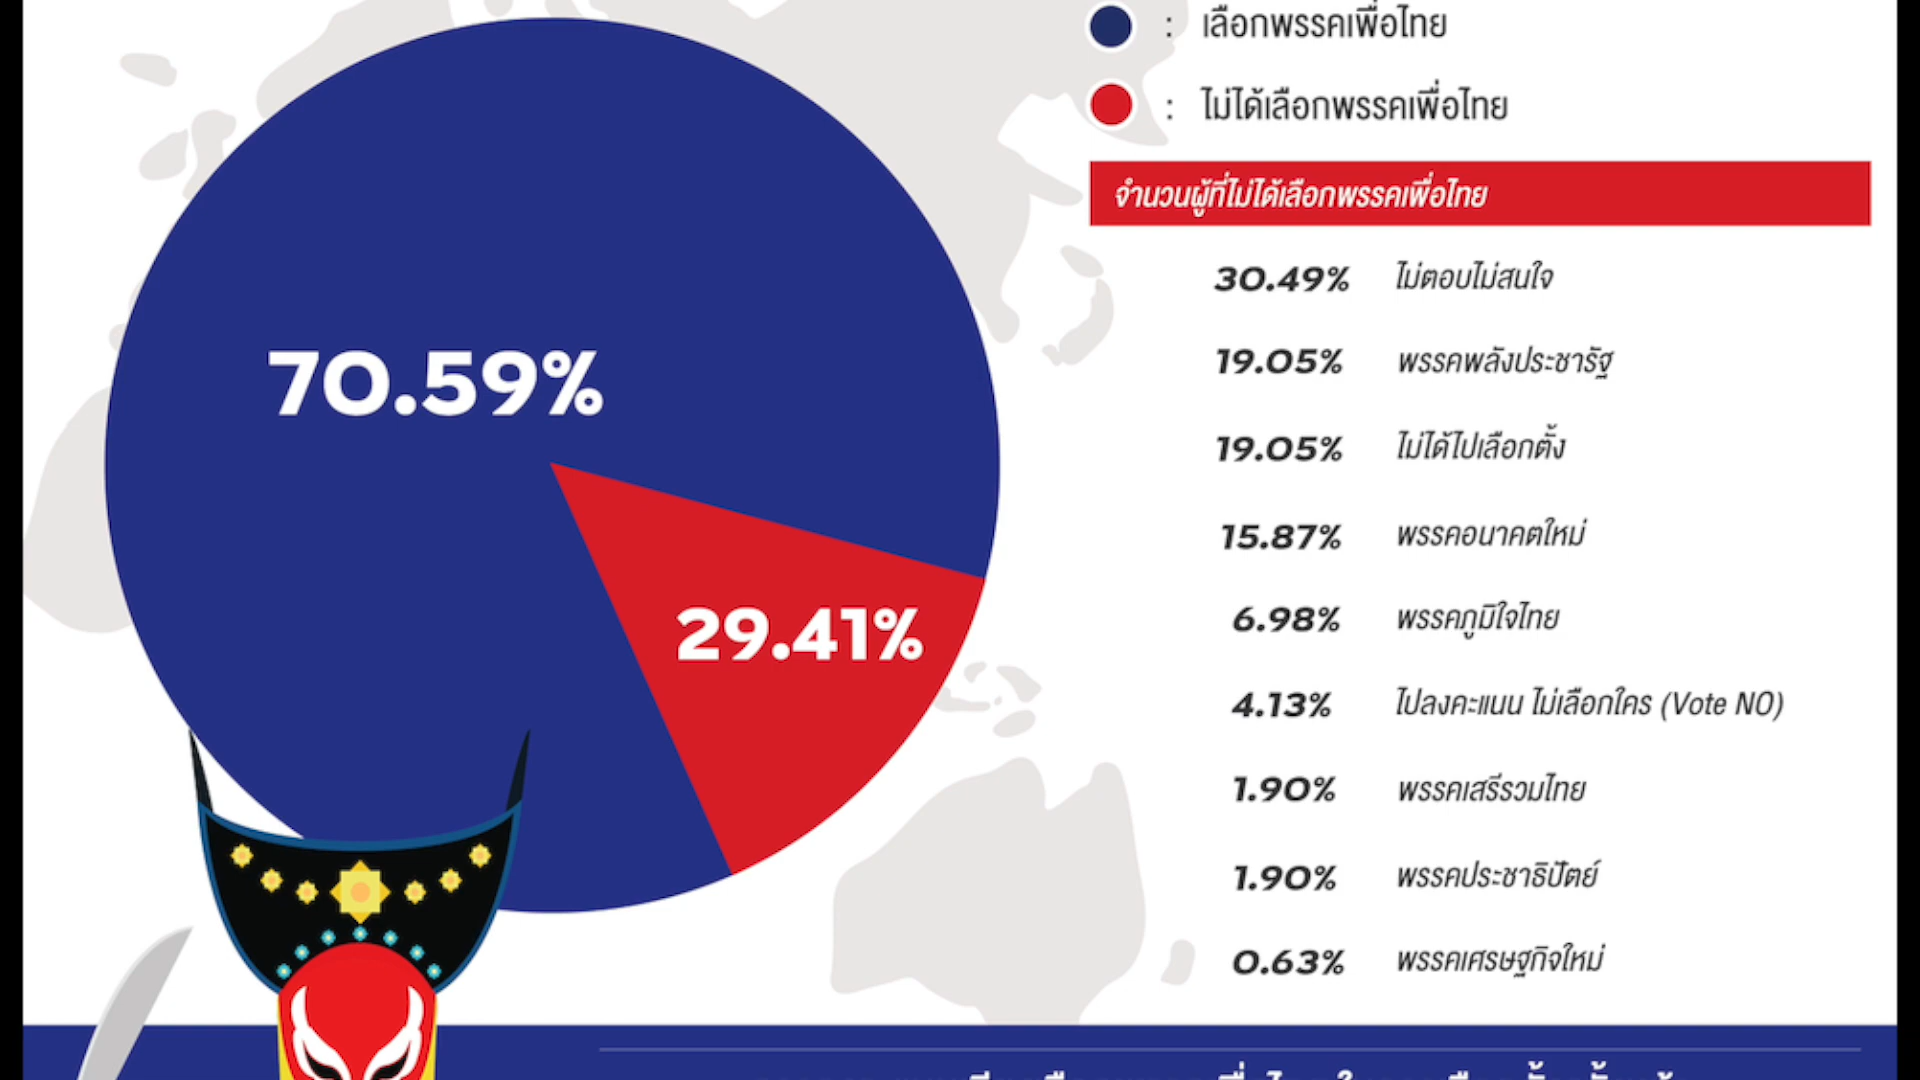 : เลือกพรรคเพื่อไทย
: ไม่ได้เลือกพรรคเพื่อไทย
จำนวนผู้ที่ไม่ได้เลือกพรรคเพื่อไทย
30.49% ไม่ตอบไม่สนใจ
19.05% พรรคพลังประชารัฐ
70.59%
19.05% ไม่ได้ไปเลือกตั้ง
15.87% พรรคอนาคตใหม่
6.98% พรรคภูมิใจไทย
29.41%
4.13% ไปลงคะแนน ไม่เลือกใคร (Vote NO)
1.90% พรรคเสรีรวมไทย
1.90% พรรคประชาธิปัตย์
0.63% พรรคเศรษฐกิจใหม่